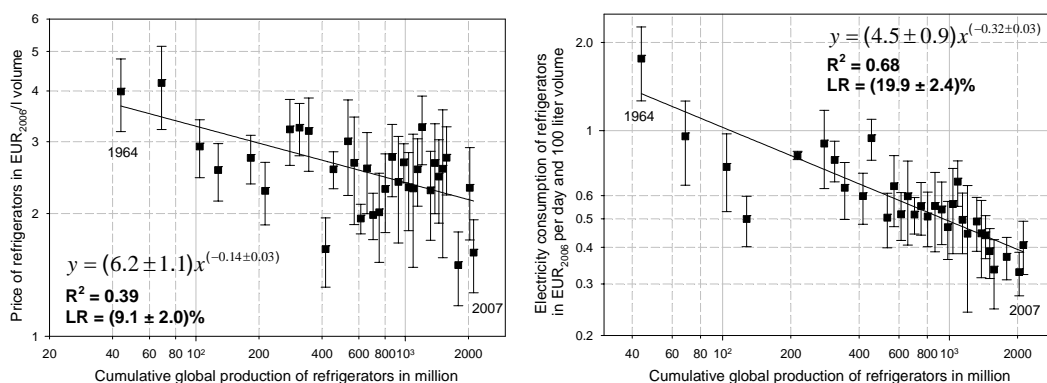 Price of refrigerators in EUR2006/l volume
6
5
4
3
2
1
1964
2007
y = (6.2±1.1)x^(−0.14±0.03)
R² = 0.39
LR = (9.1 ± 2.0)%
20 40 60 80 10² 200 400 600 10³ 2000
Cumulative global production of refrigerators in million
Electricity consumption of refrigerators
in EUR2006 per day and 100 liter volume
2.0
1
0.6
0.5
0.4
0.3
0.2
y = (4.5±0.9)x^(−0.32±0.03)
R² = 0.68
LR = (19.9 ± 2.4)%
1964
2007
40 60 80 10² 200 400 600 10³ 2000
Cumulative global production of refrigerators in million